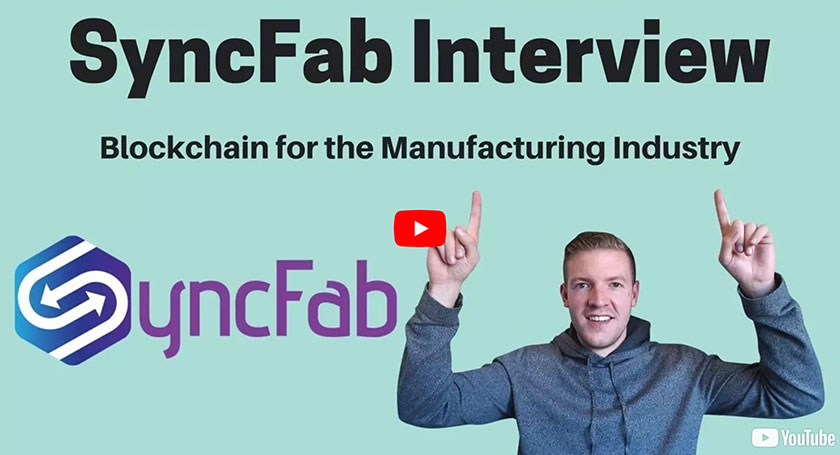 SyncFab Interview
Blockchain for the Manufacturing Industry
SyncFab
YouTube